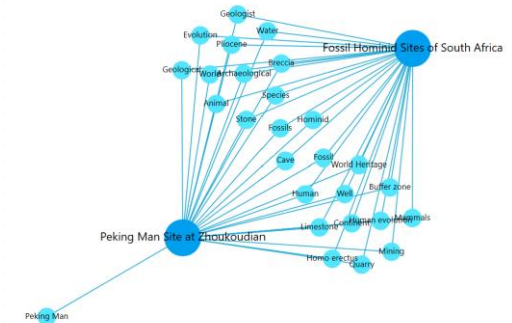 Geologist
Water
Evolution
Pliocene
Fossil Hominid Sites of South Africa
Breccia
Geological
World
Archaeological
Species
Animal
Stone
Fossils
Hominid
Cave
Fossil
World Heritage
Buffer zone
Human
Well
Limestone
Continent
Human evolution
Mammals
Peking Man Site at Zhoukoudian
Homo erectus
Quarry
Mining
Peking Man